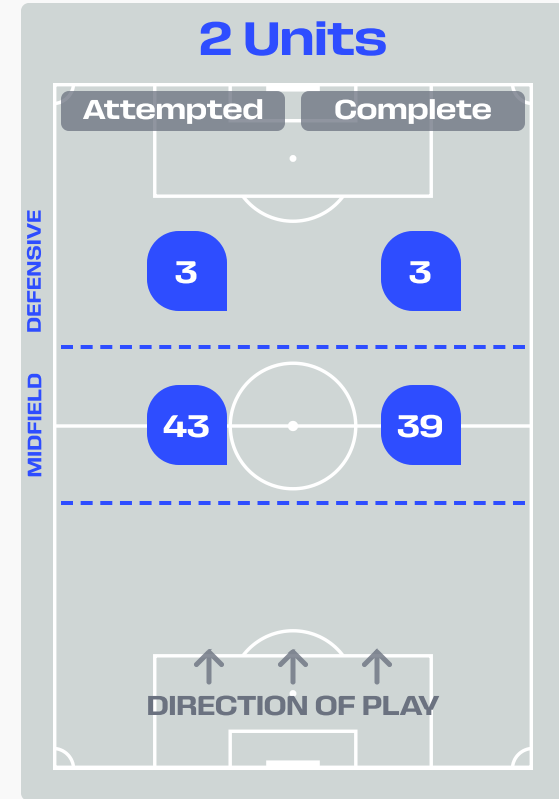 2 Units
Attempted Complete
DEFENSIVE
3 3
MIDFIELD
43 39
DIRECTION OF PLAY